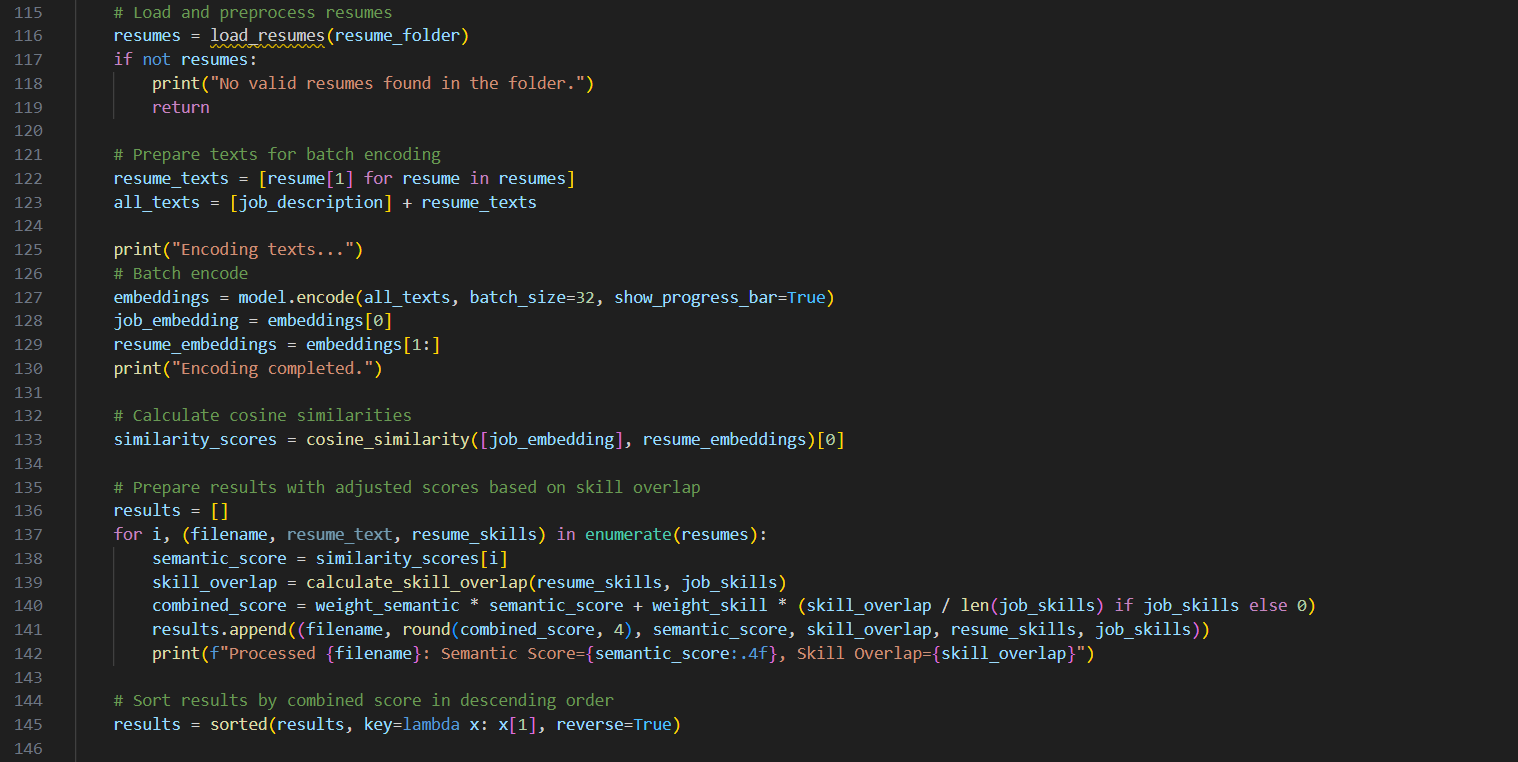 115 # Load and preprocess resumes
116 resumes = load_resumes(resume_folder)
117 if not resumes:
118     print("No valid resumes found in the folder.")
119     return
120
121 # Prepare texts for batch encoding
122 resume_texts = [resume[1] for resume in resumes]
123 all_texts = [job_description] + resume_texts
124
125 print("Encoding texts...")
126 # Batch encode
127 embeddings = model.encode(all_texts, batch_size=32, show_progress_bar=True)
128 job_embedding = embeddings[0]
129 resume_embeddings = embeddings[1:]
130 print("Encoding completed.")
131
132 # Calculate cosine similarities
133 similarity_scores = cosine_similarity([job_embedding], resume_embeddings)[0]
134
135 # Prepare results with adjusted scores based on skill overlap
136 results = []
137 for i, (filename, resume_text, resume_skills) in enumerate(resumes):
138     semantic_score = similarity_scores[i]
139     skill_overlap = calculate_skill_overlap(resume_skills, job_skills)
140     combined_score = weight_semantic * semantic_score + weight_skill * (skill_overlap / len(job_skills) if job_skills else 0)
141     results.append((filename, round(combined_score, 4), semantic_score, skill_overlap, resume_skills, job_skills))
142     print(f"Processed {filename}: Semantic Score={semantic_score:.4f}, Skill Overlap={skill_overlap}")
143
144 # Sort results by combined score in descending order
145 results = sorted(results, key=lambda x: x[1], reverse=True)
146